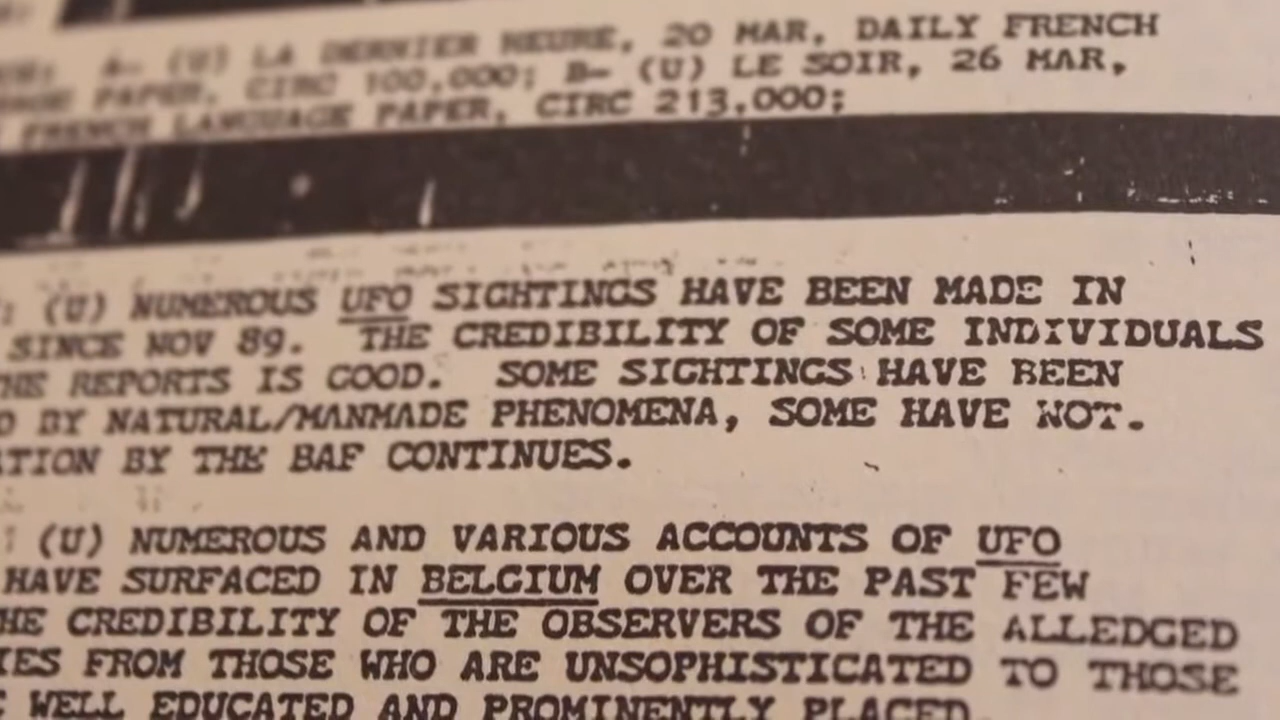 A- (U) LA DERNIER HEURE, 20 MAR, DAILY FRENCH
PAPER, CIRC 100,000; B- (U) LE SOIR, 26 MAR,
FRENCH LANGUAGE PAPER, CIRC 213,000;
: (U) NUMEROUS UFO SIGHTINGS HAVE BEEN MADE IN
SINCE NOV 89. THE CREDIBILITY OF SOME INDIVIDUALS
HE REPORTS IS GOOD. SOME SIGHTINGS HAVE BEEN
D BY NATURAL/MANMADE PHENOMENA, SOME HAVE NOT.
ATION BY THE BAF CONTINUES.
: (U) NUMEROUS AND VARIOUS ACCOUNTS OF UFO
HAVE SURFACED IN BELGIUM OVER THE PAST FEW
HE CREDIBILITY OF THE OBSERVERS OF THE ALLEDGED
IES FROM THOSE WHO ARE UNSOPHISTICATED TO THOSE
WELL EDUCATED AND PROMINENTLY PLACED.